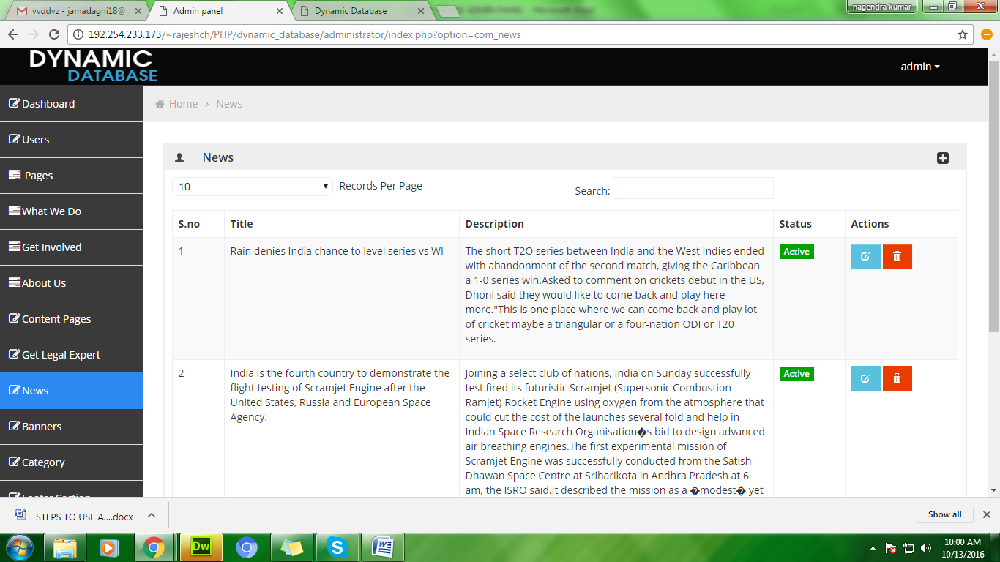 vvddvz - jamadagni18@g
Admin panel
Dynamic Database
nagendra kumar
192.254.233.173/~rajeshch/PHP/dynamic_database/administrator/index.php?option=com_news
DYNAMIC
DATABASE
admin
Dashboard
Users
Pages
What We Do
Get Involved
About Us
Content Pages
Get Legal Expert
News
Banners
Category
Footer Section
Home > News
News
10 Records Per Page
Search:
S.no Title Description Status Actions
1 Rain denies India chance to level series vs WI
The short T2O series between India and the West Indies ended
with abandonment of the second match, giving the Caribbean
a 1-0 series win.Asked to comment on crickets debut in the US,
Dhoni said they would like to come back and play here
more."This is one place where we can come back and play lot
of cricket maybe a triangular or a four-nation ODI or T20
series.
Active
2
India is the fourth country to demonstrate the
flight testing of Scramjet Engine after the
United States, Russia and European Space
Agency.
Joining a select club of nations, India on Sunday successfully
test fired its futuristic Scramjet (Supersonic Combustion
Ramjet) Rocket Engine using oxygen from the atmosphere that
could cut the cost of the launches several fold and help in
Indian Space Research Organisation�s bid to design advanced
air breathing engines.The first experimental mission of
Scramjet Engine was successfully conducted from the Satish
Dhawan Space Centre at Sriharikota in Andhra Pradesh at 6
am, the ISRO said.It described the mission as a �modest� yet
Active
STEPS TO USE A....docx
Show all
Dw
10:00 AM
10/13/2016